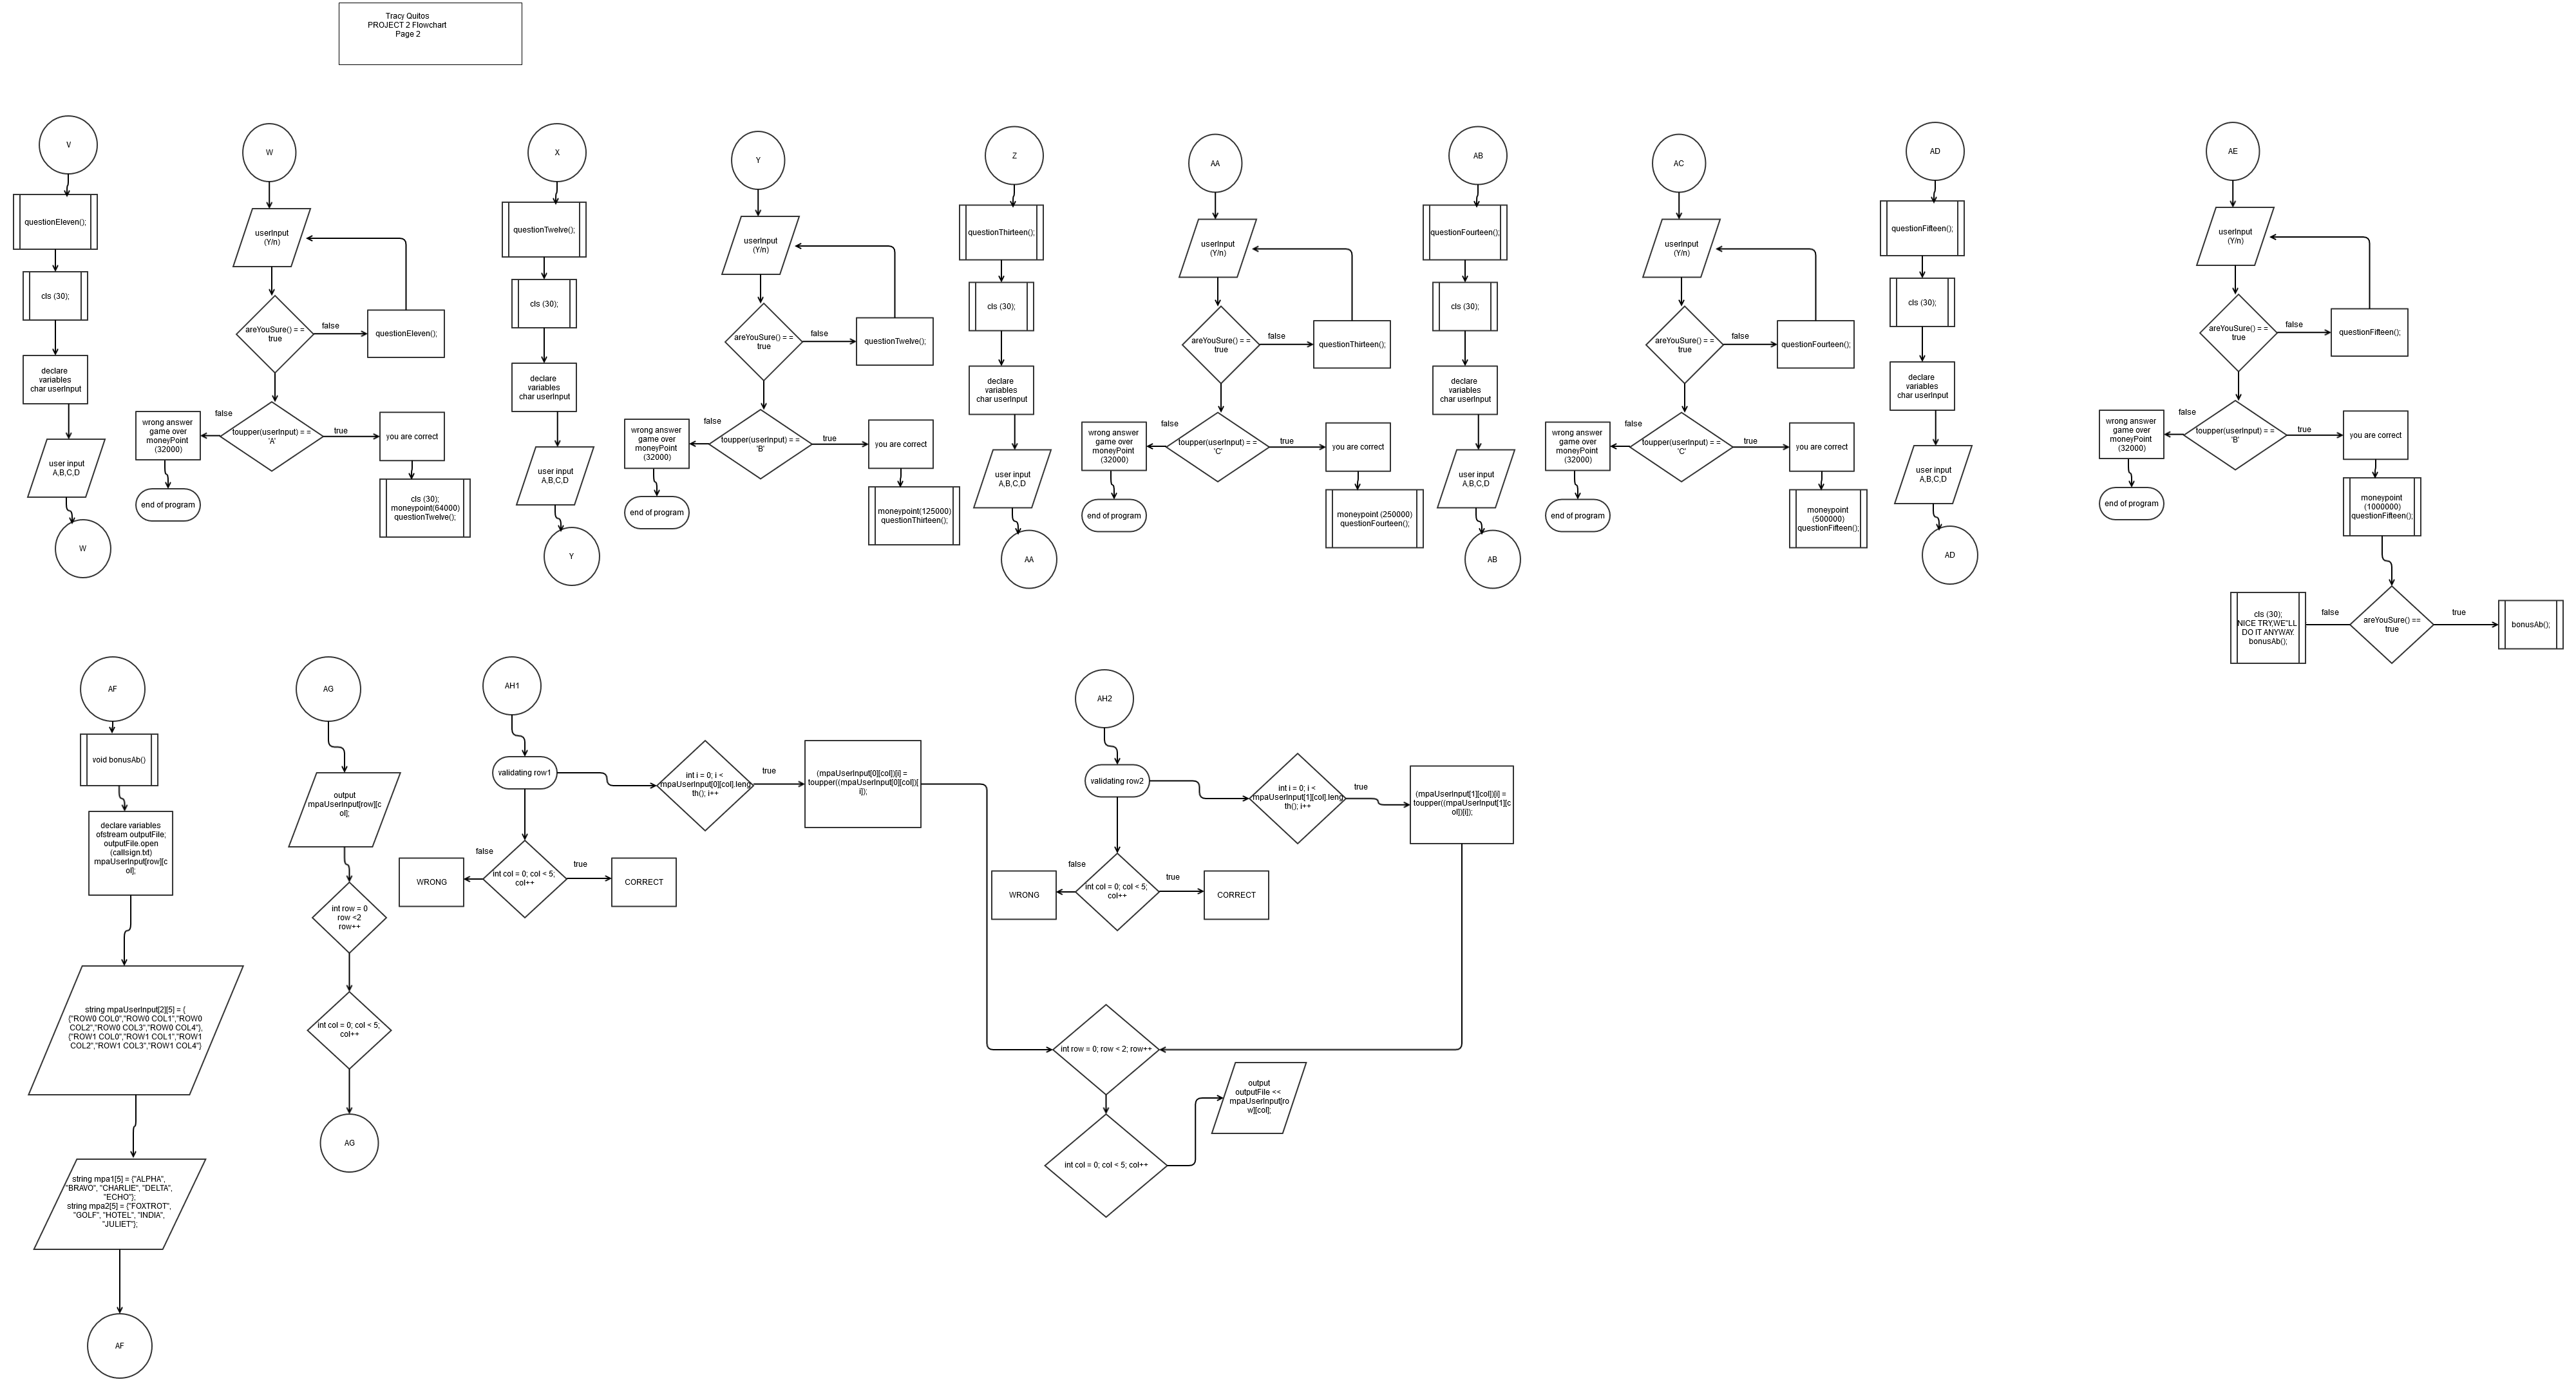 Tracy Quitos
PROJECT 2 Flowchart
Page 2
V
questionEleven();
cls (30);
declare
variables
char userInput
user input
A,B,C,D
W
W
userInput
(Y/n)
areYouSure() = =
true
false
questionEleven();
toupper(userInput) = =
'A'
false
wrong answer
game over
moneyPoint
(32000)
end of program
true
you are correct
cls (30);
moneypoint(64000)
questionTwelve();
X
questionTwelve();
cls (30);
declare
variables
char userInput
user input
A,B,C,D
Y
Y
userInput
(Y/n)
areYouSure() = =
true
false
questionTwelve();
toupper(userInput) = =
'B'
false
wrong answer
game over
moneyPoint
(32000)
end of program
true
you are correct
moneypoint(125000)
questionThirteen();
Z
questionThirteen();
cls (30);
declare
variables
char userInput
user input
A,B,C,D
AA
AA
userInput
(Y/n)
areYouSure() = =
true
false
questionThirteen();
toupper(userInput) = =
'C'
false
wrong answer
game over
moneyPoint
(32000)
end of program
true
you are correct
moneypoint (250000)
questionFourteen();
AB
questionFourteen();
cls (30);
declare
variables
char userInput
user input
A,B,C,D
AB
AC
userInput
(Y/n)
areYouSure() = =
true
false
questionFourteen();
toupper(userInput) = =
'C'
false
wrong answer
game over
moneyPoint
(32000)
end of program
true
you are correct
moneypoint
(500000)
questionFifteen();
AD
questionFifteen();
cls (30);
declare
variables
char userInput
user input
A,B,C,D
AD
AE
userInput
(Y/n)
areYouSure() = =
true
false
questionFifteen();
toupper(userInput) = =
'B'
false
wrong answer
game over
moneyPoint
(32000)
end of program
true
you are correct
moneypoint
(1000000)
questionFifteen();
areYouSure() ==
true
false
cls (30);
NICE TRY,WE"LL
DO IT ANYWAY.
bonusAb();
true
bonusAb();
AF
void bonusAb()
declare variables
ofstream outputFile;
outputFile.open
(callsign.txt)
mpaUserInput[row][c
ol];
string mpaUserInput[2][5] = {
{"ROW0 COL0","ROW0 COL1","ROW0
COL2","ROW0 COL3","ROW0 COL4"},
{"ROW1 COL0","ROW1 COL1","ROW1
COL2","ROW1 COL3","ROW1 COL4"}
string mpa1[5] = {"ALPHA",
"BRAVO", "CHARLIE", "DELTA",
"ECHO"};
string mpa2[5] = {"FOXTROT",
"GOLF", "HOTEL", "INDIA",
"JULIET"};
AF
AG
output
mpaUserInput[row][c
ol];
int row = 0
row <2
row++
int col = 0; col < 5;
col++
AG
AH1
validating row1
int col = 0; col < 5;
col++
false
WRONG
true
CORRECT
int i = 0; i <
mpaUserInput[0][col].leng
th(); i++
true
(mpaUserInput[0][col])[i] =
toupper((mpaUserInput[0][col])[
i]);
AH2
validating row2
int col = 0; col < 5;
col++
false
WRONG
true
CORRECT
int i = 0; i <
mpaUserInput[1][col].len
th(); i++
true
(mpaUserInput[1][col])[i] =
toupper((mpaUserInput[1][c
ol])[i]);
int row = 0; row < 2; row++
int col = 0; col < 5; col++
output
outputFile <<
mpaUserInput[ro
w][col];